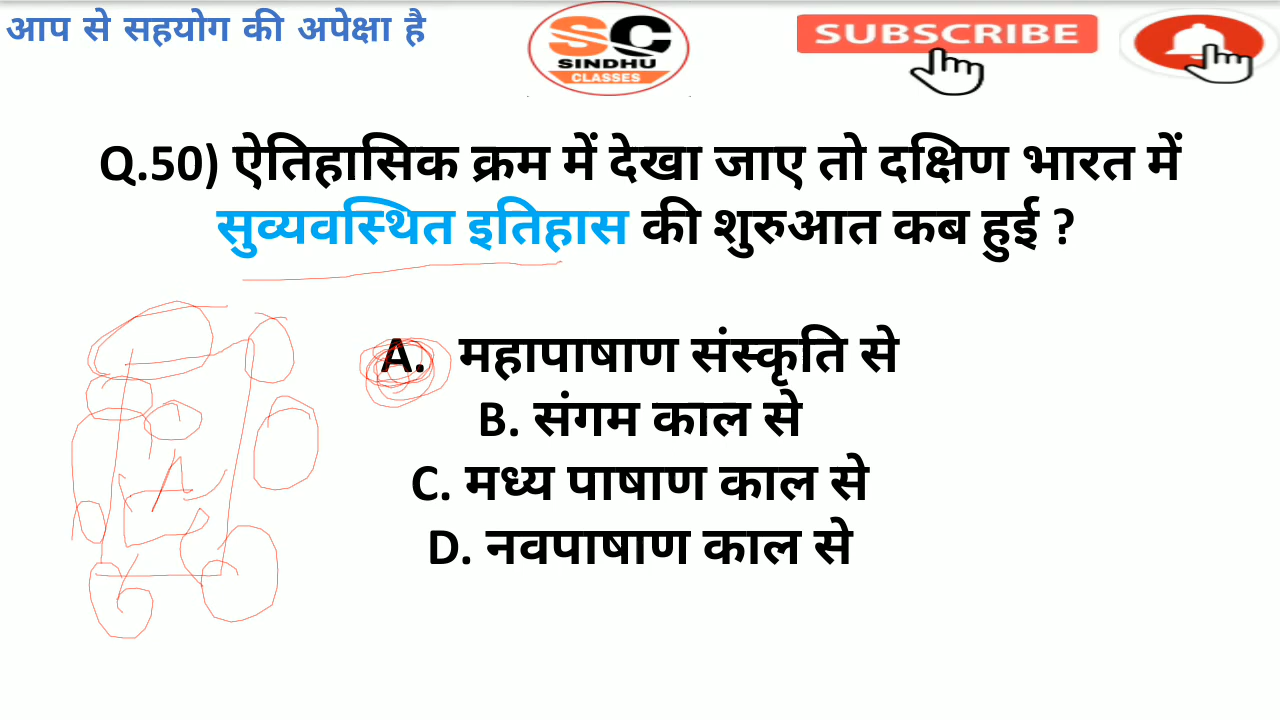 आप से सहयोग की अपेक्षा है
SC
SINDHU
CLASSES
SUBSCRIBE
Q.50) ऐतिहासिक क्रम में देखा जाए तो दक्षिण भारत में
सुव्यवस्थित इतिहास की शुरुआत कब हुई ?
A. महापाषाण संस्कृति से
B. संगम काल से
C. मध्य पाषाण काल से
D. नवपाषाण काल से